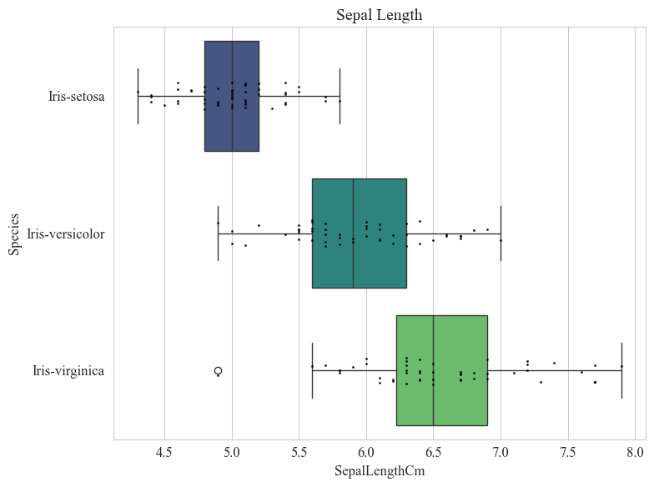 Sepal Length
Species
Iris-setosa
Iris-versicolor
Iris-virginica
4.5 5.0 5.5 6.0 6.5 7.0 7.5 8.0
SepalLengthCm